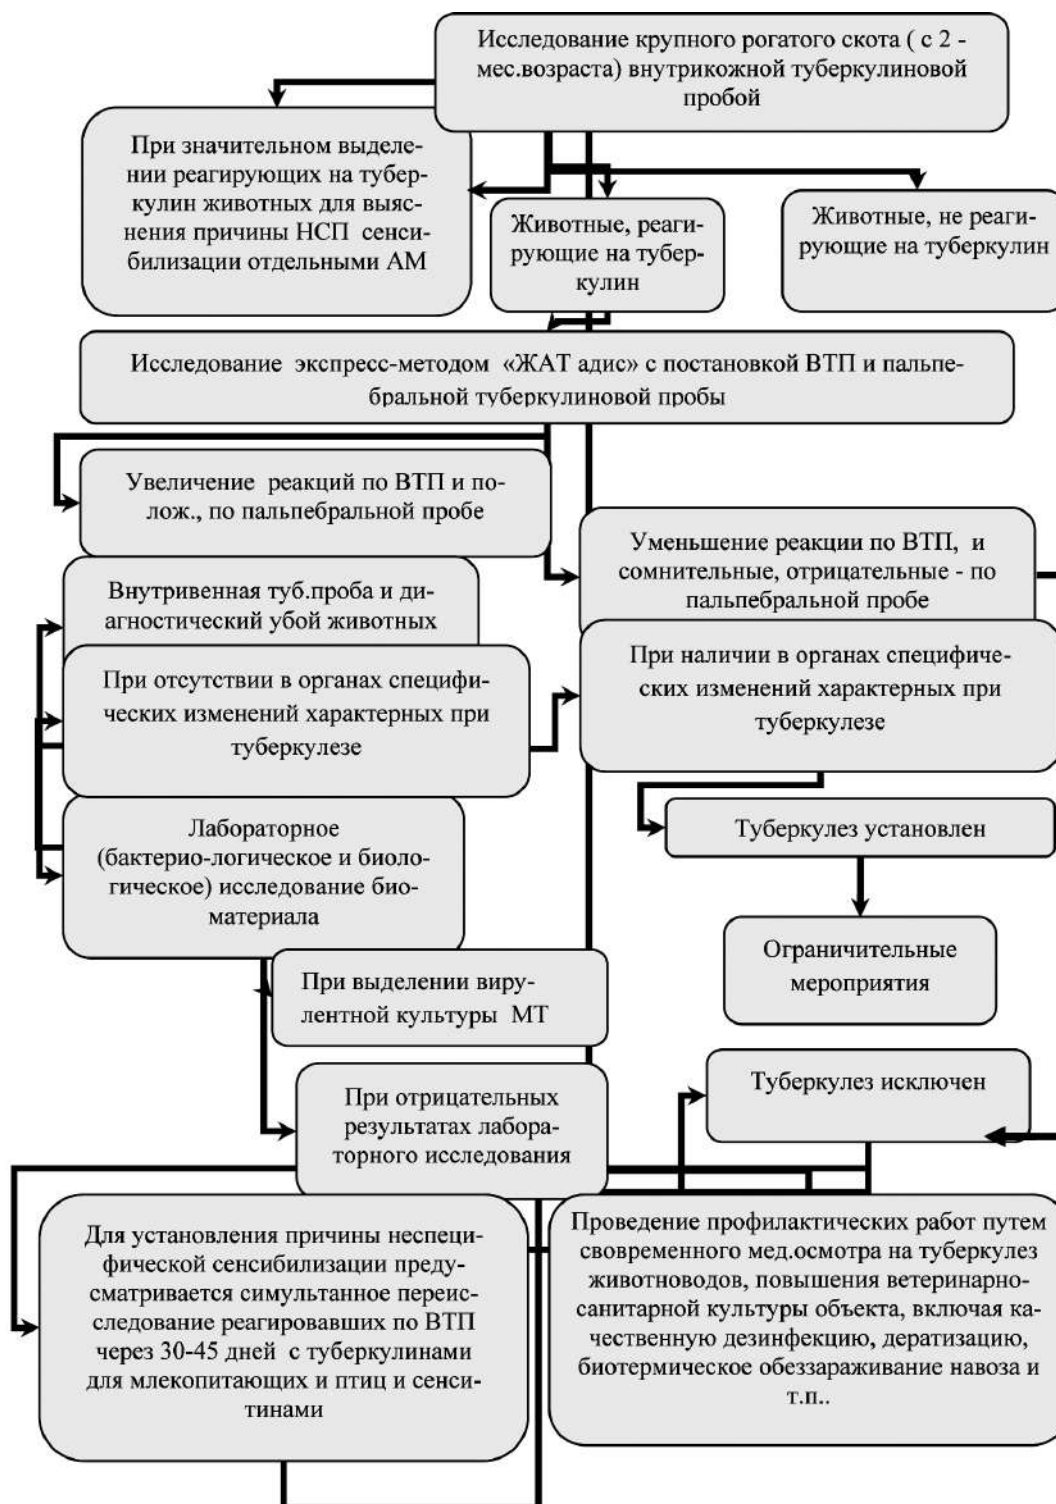 Исследование крупного рогатого скота ( с 2 -
мес.возраста) внутрикожной туберкулиновой
пробой
При значительном выделе-
нии реагирующих на тубер-
кулин животных для выяс-
нения причины НСП сенси-
билизации отдельными АМ
Животные, реаги-
рующие на тубер-
кулин
Животные, не реаги-
рующие на туберкулин
Исследование экспресс-методом «ЖАТ адис» с постановкой ВТП и пальпе-
бральной туберкулиновой пробы
Увеличение реакций по ВТП и по-
лож., по пальпебральной пробе
Уменьшение реакции по ВТП, и
сомнительные, отрицательные - по
пальпебральной пробе
Внутривенная туб.проба и ди-
агностический убой животных
При отсутствии в органах специфи-
ческих изменений характерных при
туберкулезе
При наличии в органах специфиче-
ских изменений характерных при
туберкулезе
Туберкулез установлен
Лабораторное
(бактерио-логическое и биоло-
гическое) исследование био-
материала
Ограничительные
мероприятия
При выделении виру-
лентной культуры МТ
Туберкулез исключен
При отрицательных
результатах лабора-
торного исследования
Для установления причины неспеци-
фической сенсибилизации преду-
сматривается симультанное переис-
следование реагировавших по ВТП
через 30-45 дней с туберкулинами
для млекопитающих и птиц и сенси-
тинами
Проведение профилактических работ путем
свовременного мед.осмотра на туберкулез
животноводов, повышения ветеринарно-
санитарной культуры объекта, включая ка-
чественную дезинфекцию, дератизацию,
биотермическое обеззараживание навоза и
т.п..